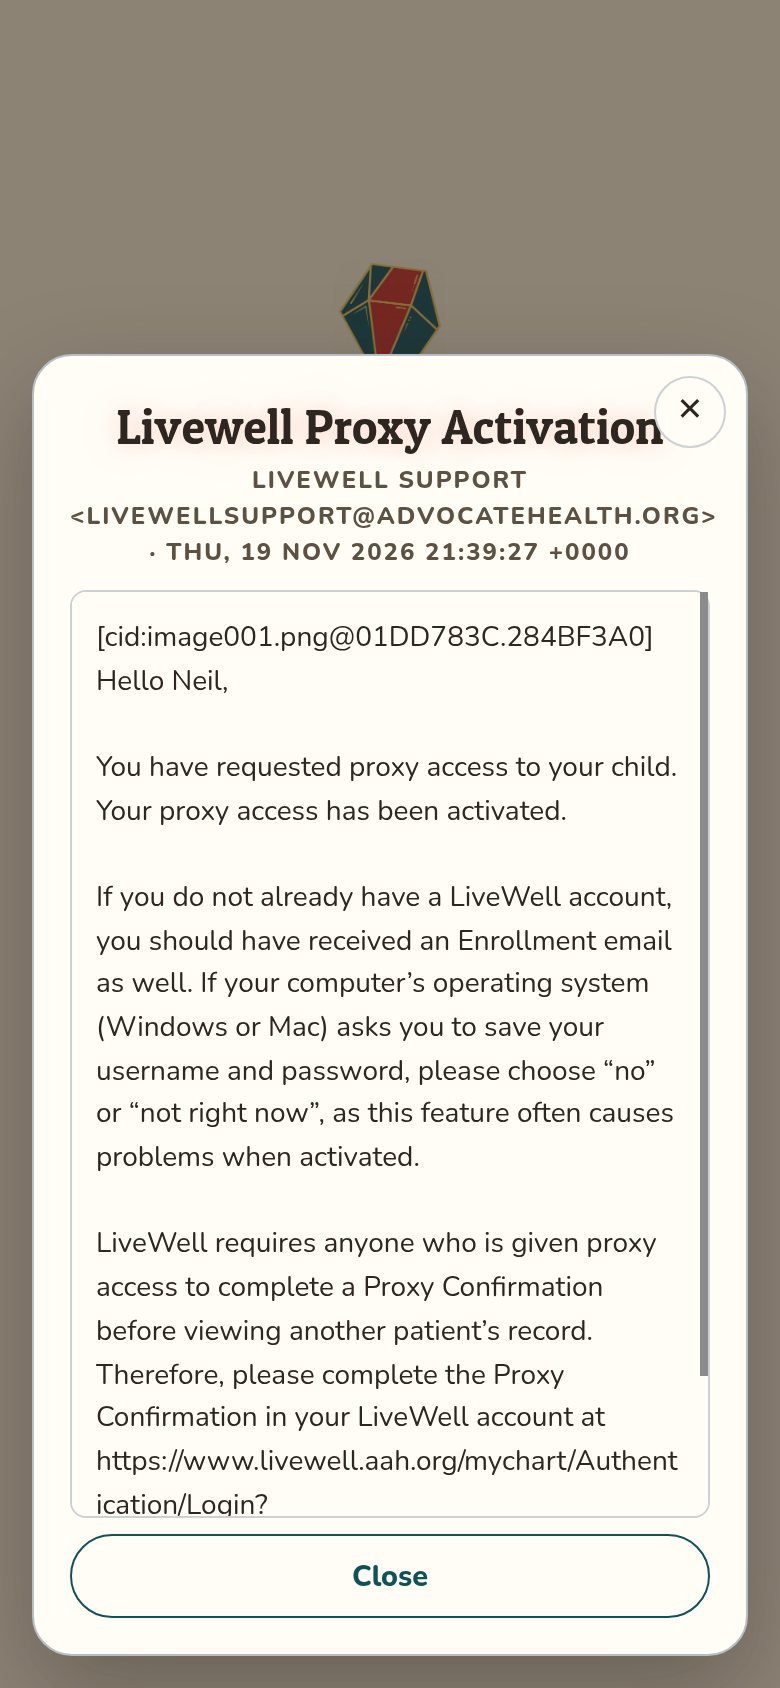 Livewell Proxy Activation
LIVEWELL SUPPORT
<LIVEWELLSUPPORT@ADVOCATEHEALTH.ORG>
· THU, 19 NOV 2026 21:39:27 +0000
[cid:image001.png@01DD783C.284BF3A0]
Hello Neil,
You have requested proxy access to your child.
Your proxy access has been activated.
If you do not already have a LiveWell account,
you should have received an Enrollment email
as well. If your computer’s operating system
(Windows or Mac) asks you to save your
username and password, please choose “no”
or “not right now”, as this feature often causes
problems when activated.
LiveWell requires anyone who is given proxy
access to complete a Proxy Confirmation
before viewing another patient’s record.
Therefore, please complete the Proxy
Confirmation in your LiveWell account at
https://www.livewell.aah.org/mychart/Authent
ication/Login?
Close